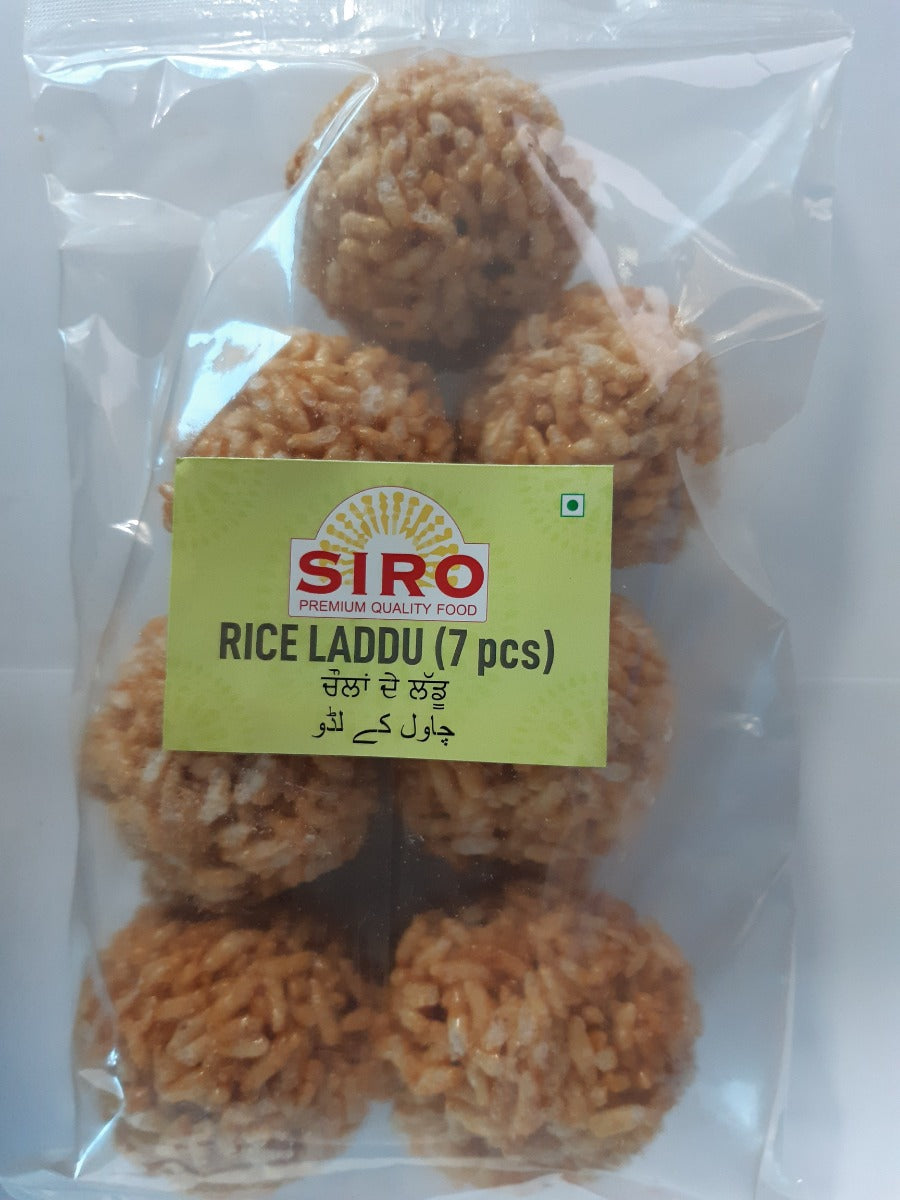 SIRO
PREMIUM QUALITY FOOD
RICE LADDU (7 pcs)
ਚੌਲਾਂ ਦੇ ਲੱਡੂ
چاول کے لڈو